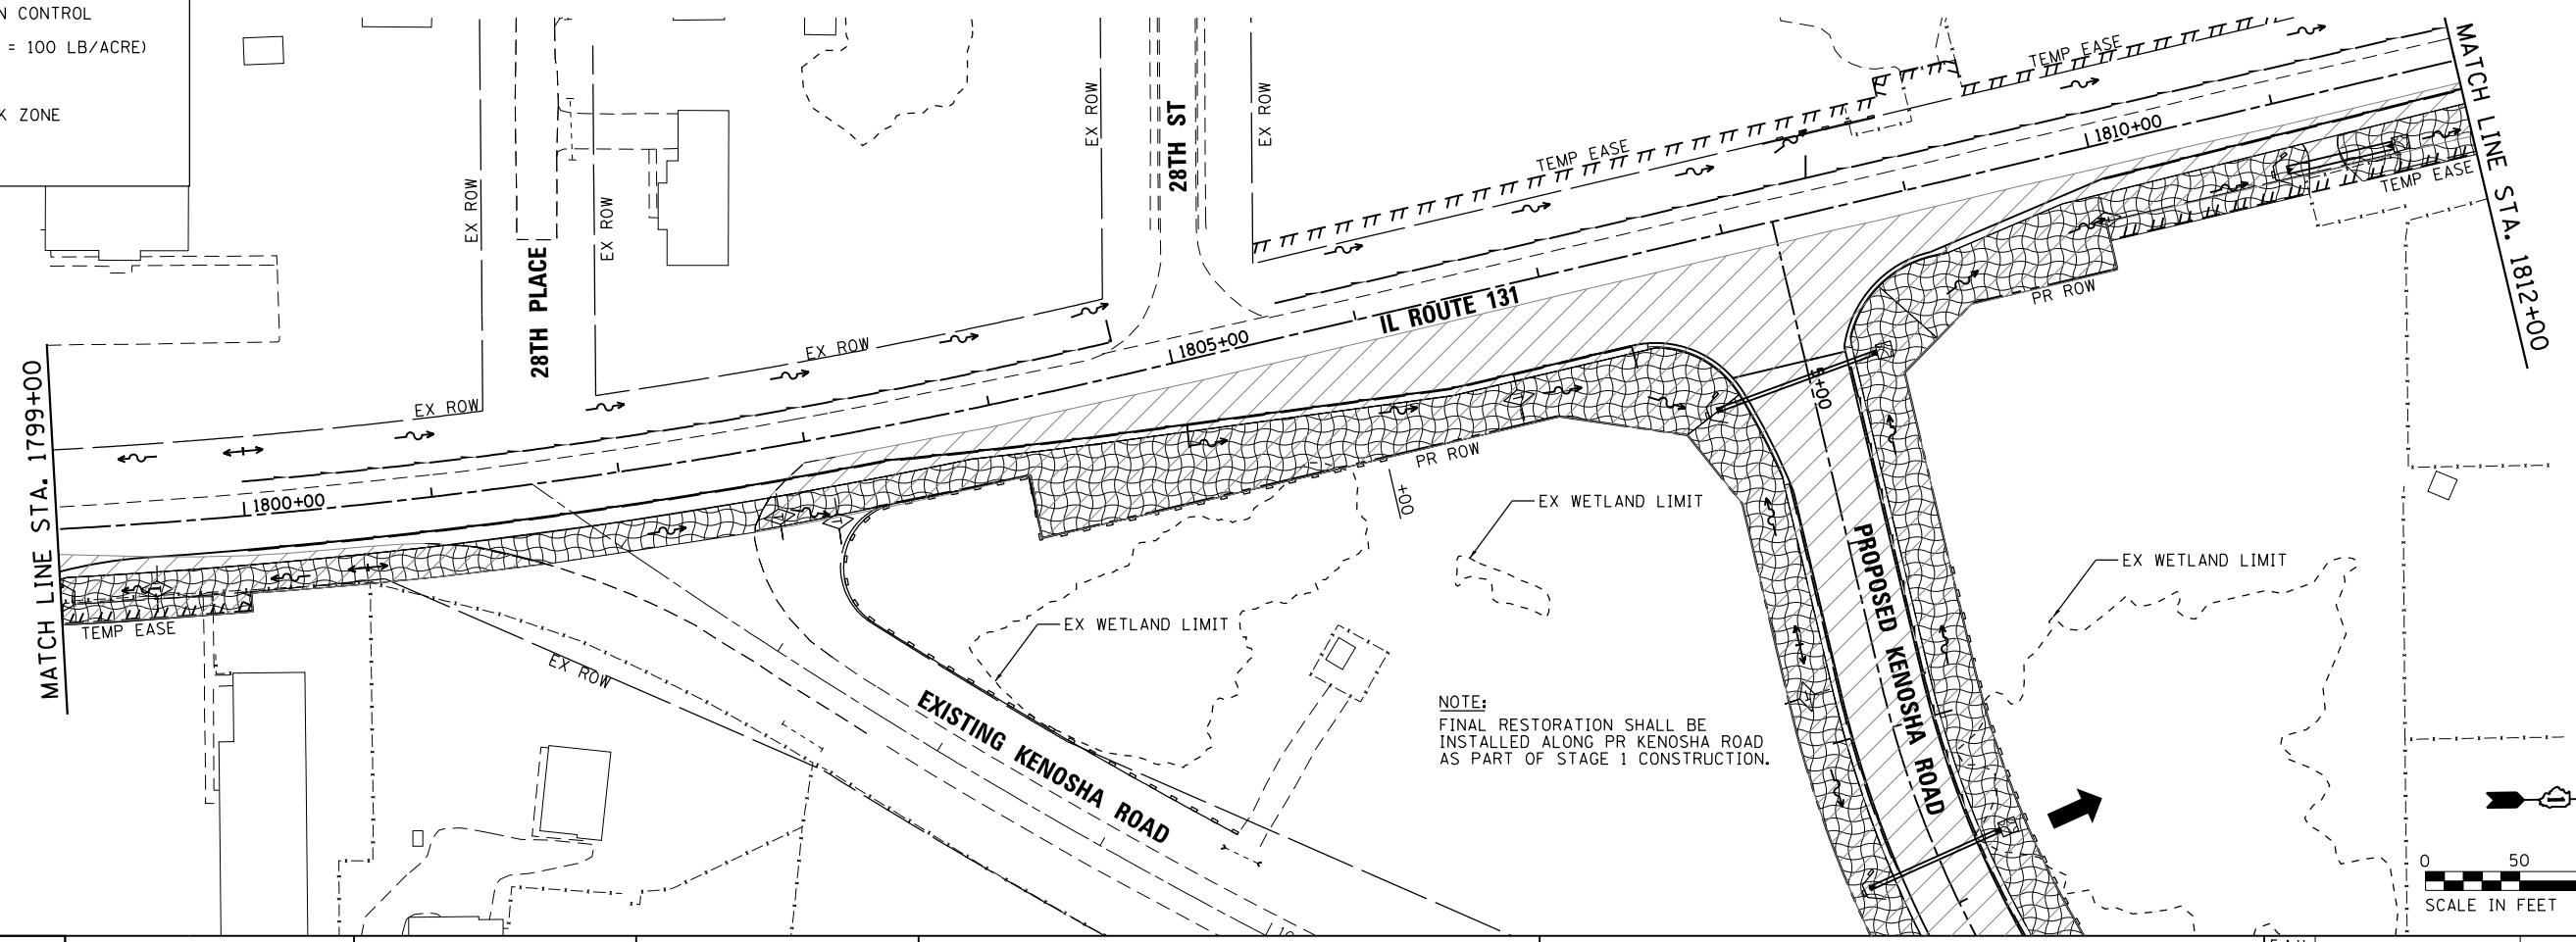 N CONTROL
= 100 LB/ACRE)
ZONE
MATCH LINE STA. 1799+00
EX ROW
28TH PLACE
EX ROW
EX ROW
EX ROW
EX ROW
28TH ST
EX ROW
TEMP EASE
TEMP EASE
MATCH LINE STA. 1812+00
1800+00
1805+00
IL ROUTE 131
1810+00
TEMP EASE
PR ROW
PR ROW
+00
5+00
TEMP EASE
EX ROW
EX WETLAND LIMIT
EX WETLAND LIMIT
EX WETLAND LIMIT
EXISTING KENOSHA ROAD
PROPOSED KENOSHA ROAD
NOTE:
FINAL RESTORATION SHALL BE
INSTALLED ALONG PR KENOSHA ROAD
AS PART OF STAGE 1 CONSTRUCTION.
0 50
SCALE IN FEET